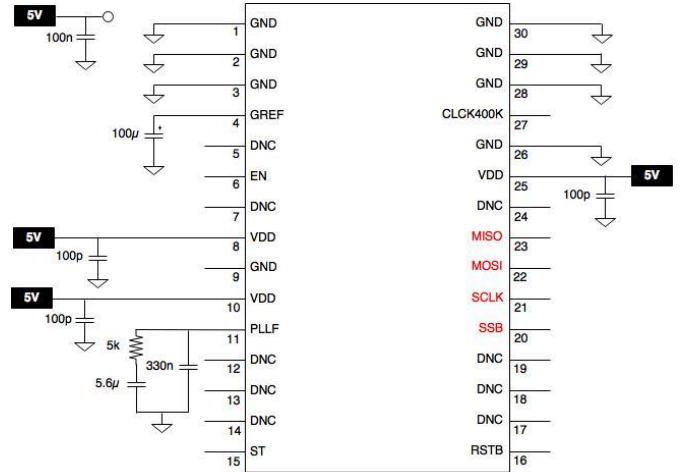 5V
100n
GND
1
GND
2
GND
3
GREF
4
100µ
+
DNC
5
EN
6
DNC
7
5V
VDD
8
100p
GND
9
5V
VDD
10
100p
PLLF
11
5k
330n
5.6µ
DNC
12
DNC
13
DNC
14
ST
15
GND
30
GND
29
GND
28
CLCK400K
27
GND
26
VDD
25
5V
100p
DNC
24
MISO
23
MOSI
22
SCLK
21
SSB
20
DNC
19
DNC
18
DNC
17
RSTB
16